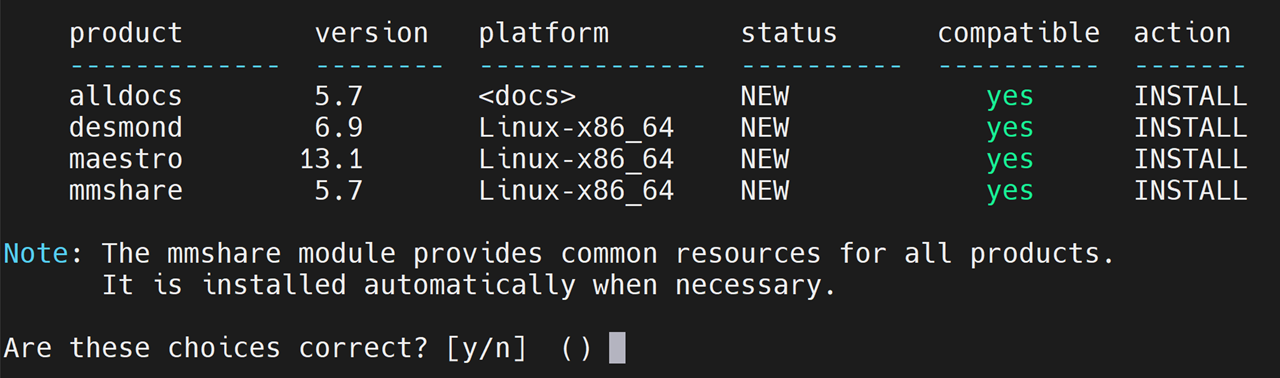 product version platform status compatible action
------------- -------- -------------- ---------- ---------- -------
alldocs 5.7 <docs> NEW yes INSTALL
desmond 6.9 Linux-x86_64 NEW yes INSTALL
maestro 13.1 Linux-x86_64 NEW yes INSTALL
mmshare 5.7 Linux-x86_64 NEW yes INSTALL
Note: The mmshare module provides common resources for all products.
It is installed automatically when necessary.
Are these choices correct? [y/n] ()